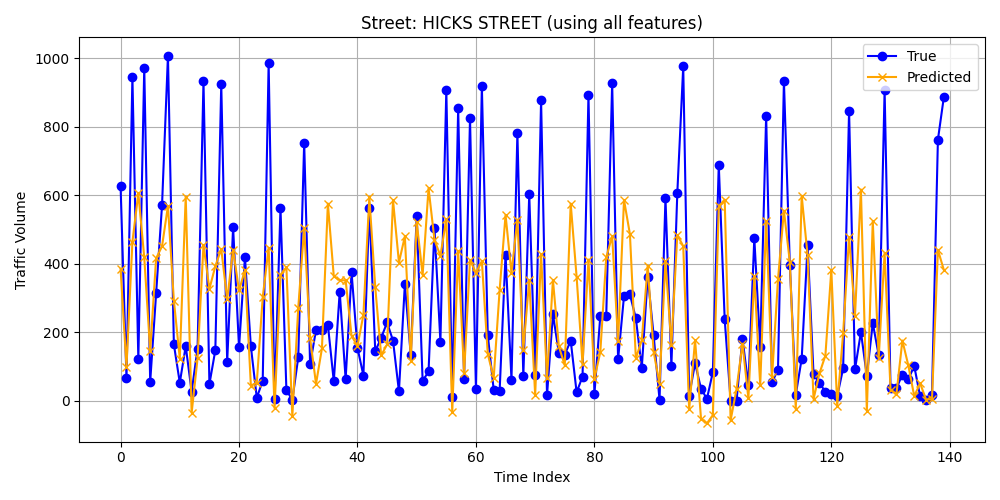 Street: HICKS STREET (using all features)
True
Predicted
Traffic Volume
1000
800
600
400
200
0
0 20 40 60 80 100 120 140
Time Index